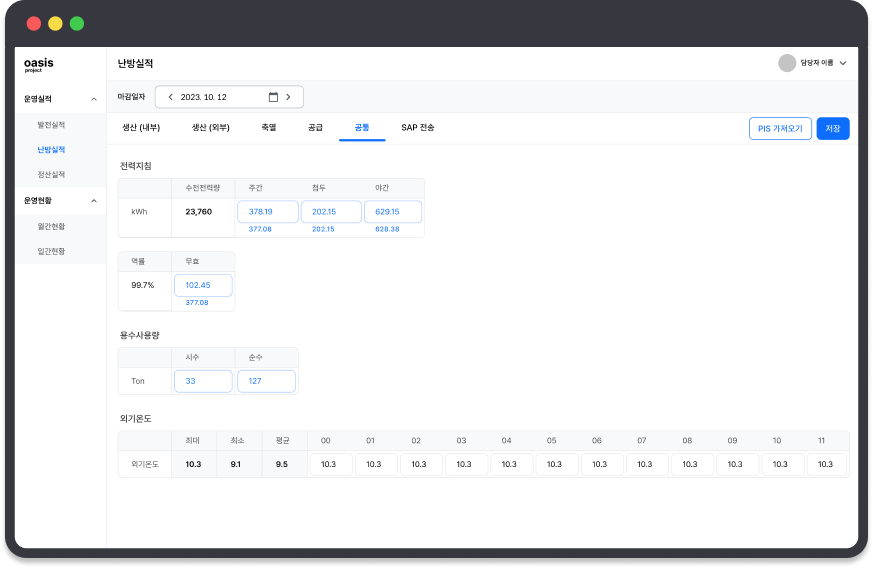 oasis
project
난방실적
담당자 이름
운영실적
발전실적
난방실적
정산실적
운영현황
월간현황
일간현황
마감일자
2023. 10. 12
생산 (내부) 생산 (외부) 축열 공급 공통 SAP 전송
PIS 가져오기 저장
전력지침
수전전력량 주간 첨두 야간
kWh 23,760 378.19 202.15 629.15
377.08 202.15 628.38
역률 무효
99.7% 102.45
377.08
용수사용량
시수 순수
Ton 33 127
외기온도
최대 최소 평균 00 01 02 03 04 05 06 07 08 09 10 11
외기온도 10.3 9.1 9.5 10.3 10.3 10.3 10.3 10.3 10.3 10.3 10.3 10.3 10.3 10.3 10.3